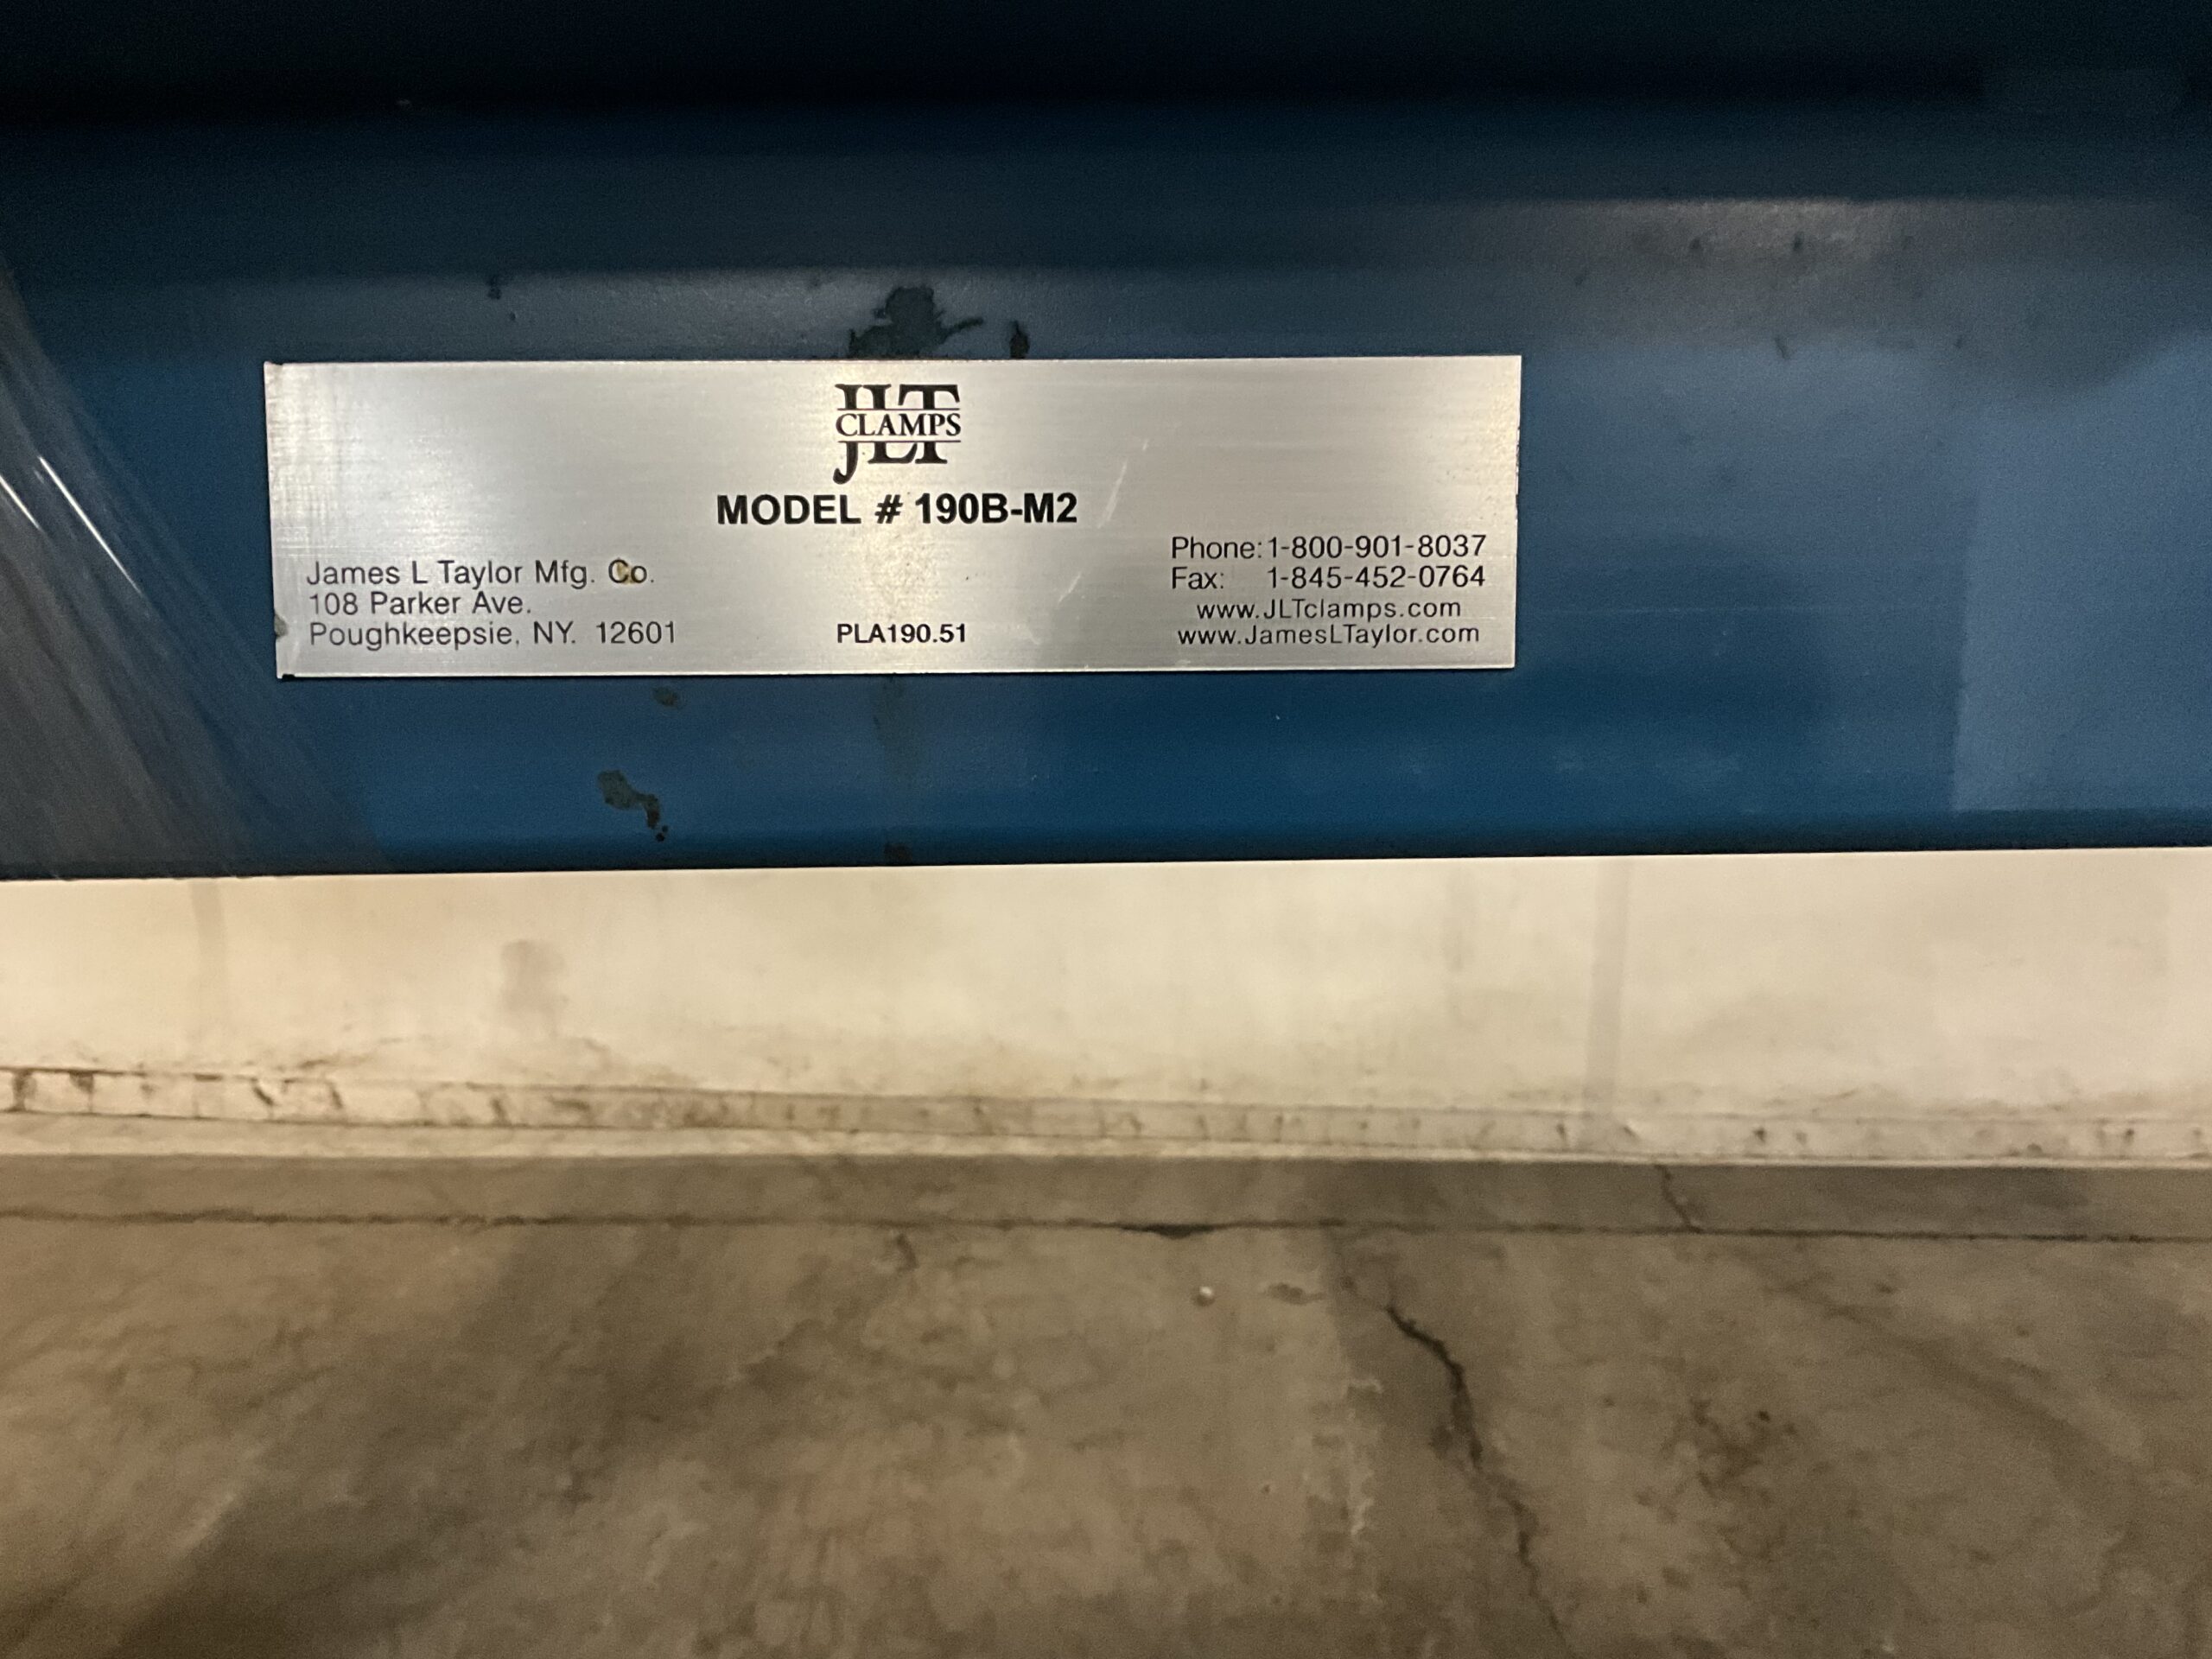 JLT
CLAMPS
MODEL # 190B-M2
James L Taylor Mfg. Co.
108 Parker Ave.
Poughkeepsie, NY. 12601
PLA190.51
Phone: 1-800-901-8037
Fax: 1-845-452-0764
www.JLTclamps.com
www.JamesLTaylor.com